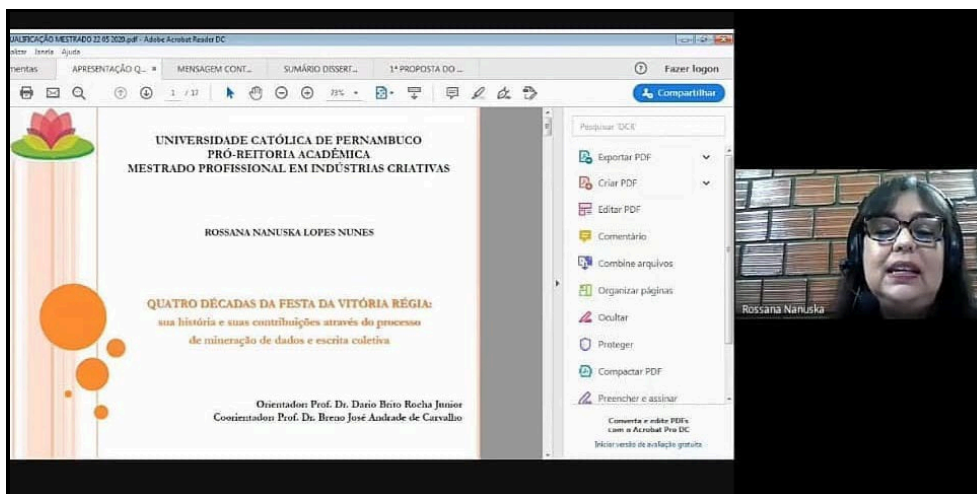 UALIFICAÇÃO MESTRADO 22-05-2020.pdf - Adobe Acrobat Reader DC
Janela Ajuda
mentas APRESENTAÇÃO Q... × MENSAGEM CONT... SUMÁRIO DISSERT... 1ª PROPOSTA DO ... Fazer logon
1 / 17 73% Compartilhar
UNIVERSIDADE CATÓLICA DE PERNAMBUCO
PRÓ-REITORIA ACADÊMICA
MESTRADO PROFISSIONAL EM INDÚSTRIAS CRIATIVAS
ROSSANA NANUSKA LOPES NUNES
QUATRO DÉCADAS DA FESTA DA VITÓRIA RÉGIA:
sua história e suas contribuições através do processo
de mineração de dados e escrita coletiva
Orientador: Prof. Dr. Dario Brito Rocha Junior
Coorientador: Prof. Dr. Breno José Andrade de Carvalho
Pesquisar 'OCR'
Exportar PDF
Criar PDF
Editar PDF
Comentário
Combine arquivos
Organizar páginas
Ocultar
Proteger
Compactar PDF
Preencher e assinar
Converta e edite PDFs
com o Acrobat Pro DC
Iniciar versão de avaliação gratuita
Rossana Nanuska